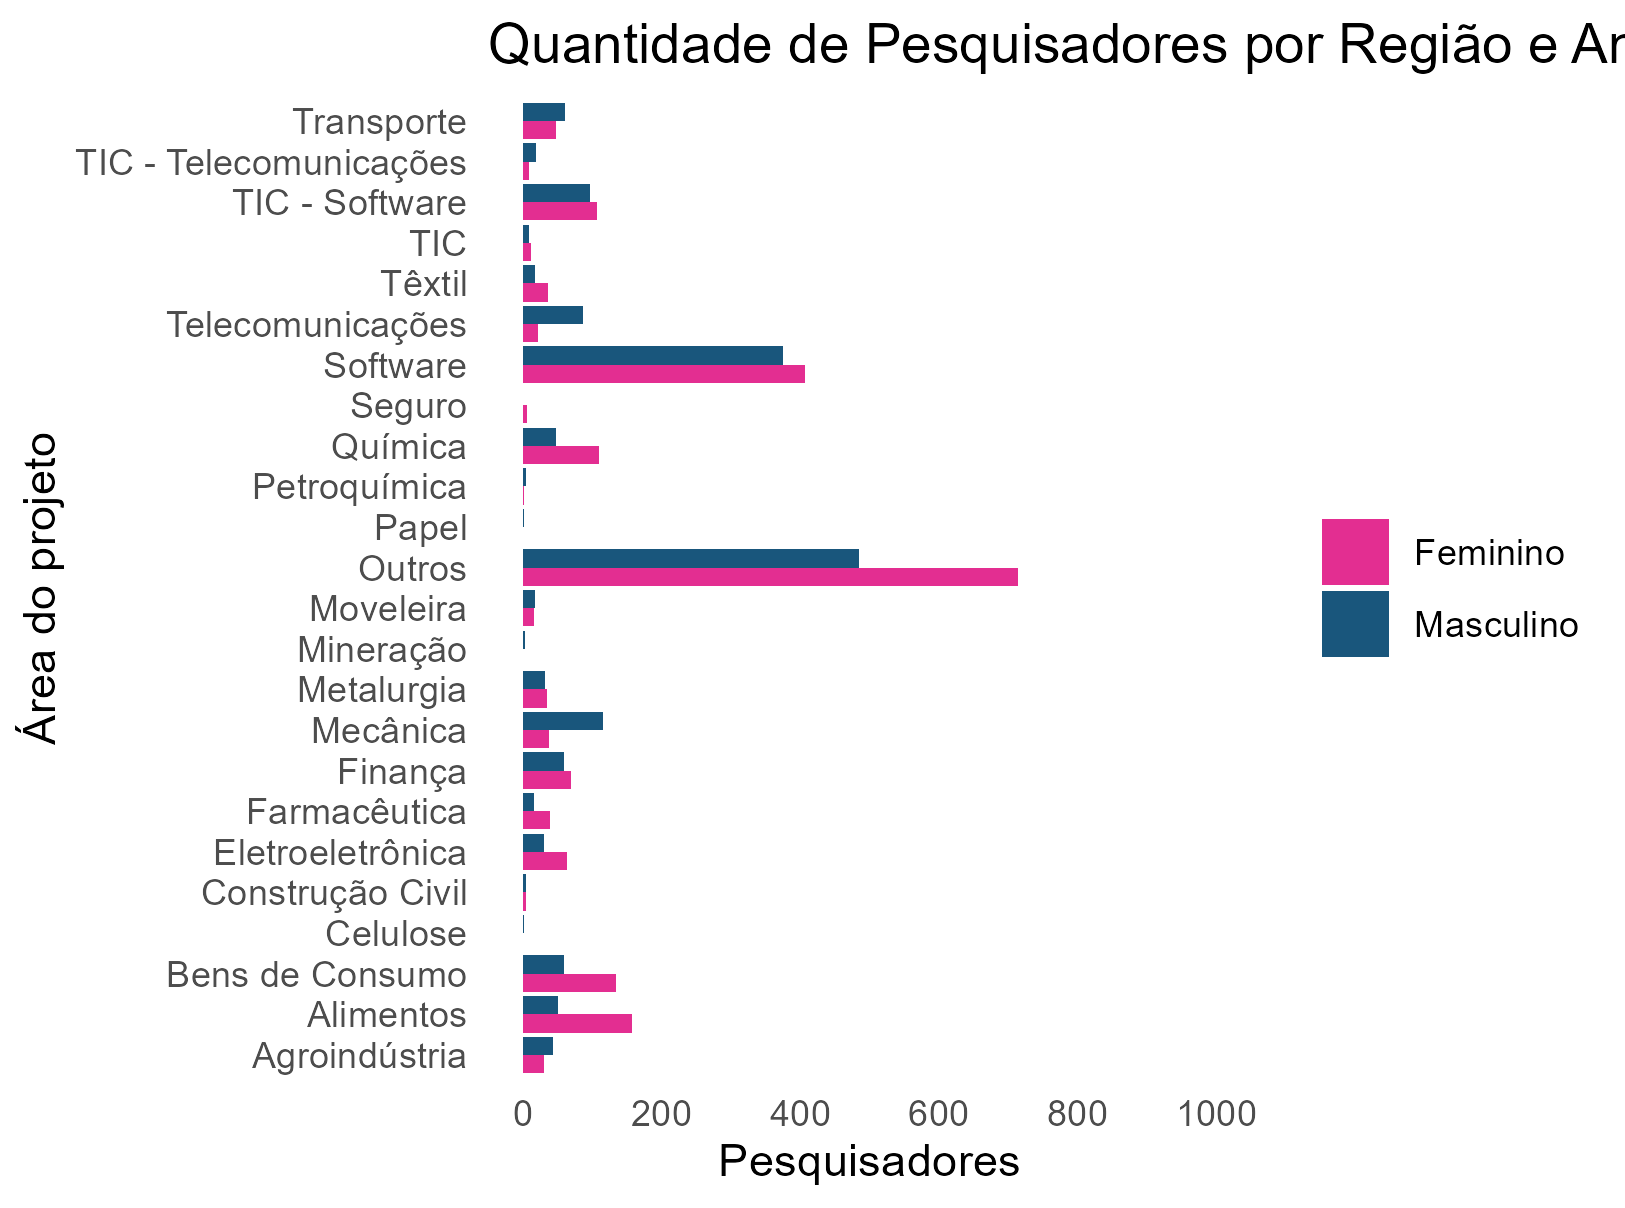 Quantidade de Pesquisadores por Região e
Transporte
TIC - Telecomunicações
TIC - Software
TIC
Têxtil
Telecomunicações
Software
Seguro
Química
Petroquímica
Papel
Outros
Moveleira
Mineração
Metalurgia
Mecânica
Finança
Farmacêutica
Eletroeletrônica
Construção Civil
Celulose
Bens de Consumo
Alimentos
Agroindústria
Área do projeto
0 200 400 600 800 1000
Pesquisadores
Feminino
Masculino